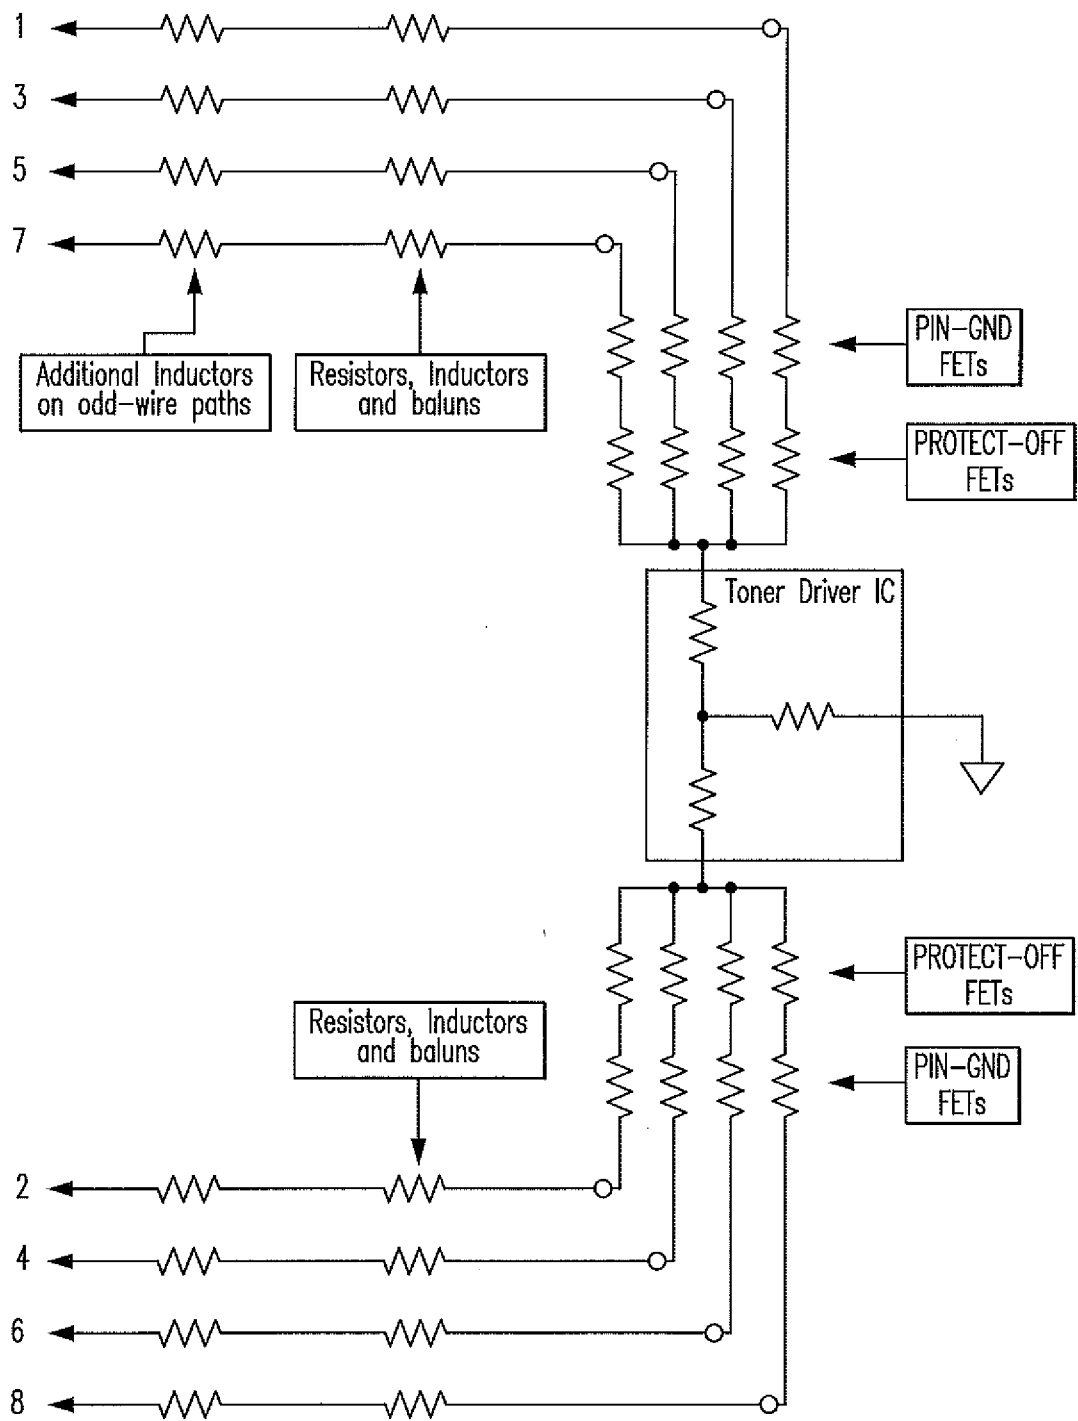 1
3
5
7
Additional Inductors
on odd-wire paths
Resistors, Inductors
and baluns
PIN-GND
FETs
PROTECT-OFF
FETs
Toner Driver IC
PROTECT-OFF
FETs
Resistors, Inductors
and baluns
PIN-GND
FETs
2
4
6
8